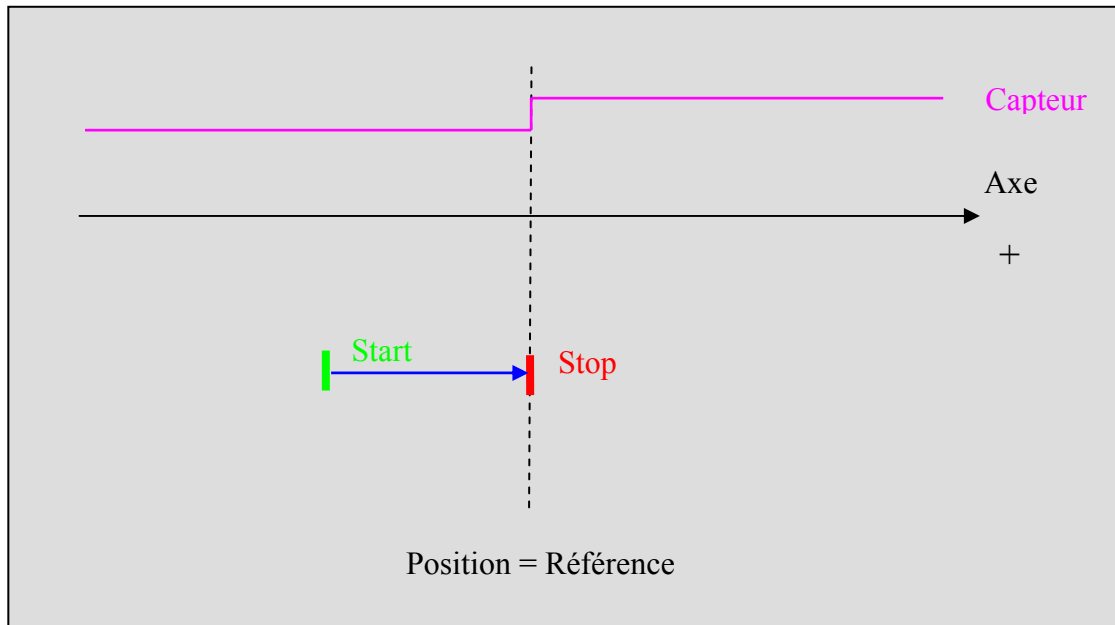 Capteur
Axe
+
Start
Stop
Position = Référence